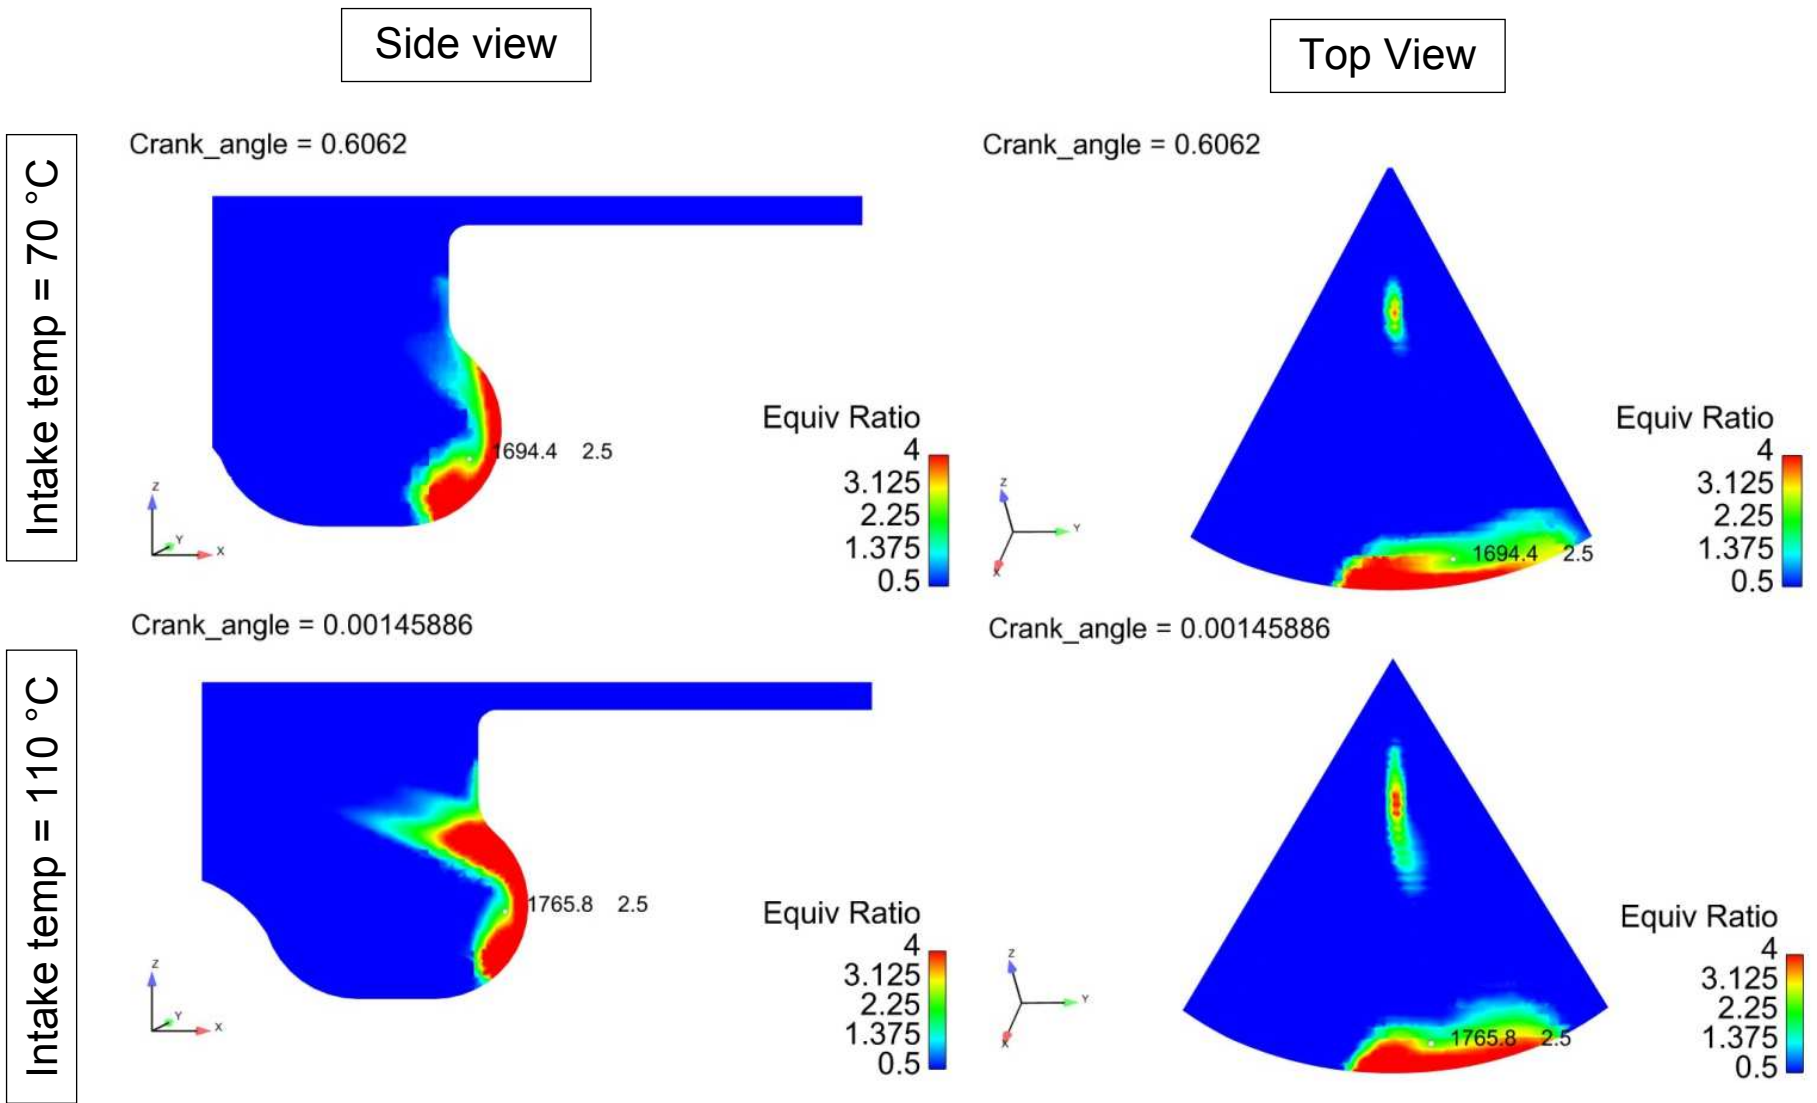 Side view
Top View
Intake temp = 70 °C
Crank_angle = 0.6062
1694.4 2.5
Equiv Ratio
4
3.125
2.25
1.375
0.5
Z
Y
X
Crank_angle = 0.6062
1694.4 2.5
Equiv Ratio
4
3.125
2.25
1.375
0.5
Z
Y
X
Intake temp = 110 °C
Crank_angle = 0.00145886
1765.8 2.5
Equiv Ratio
4
3.125
2.25
1.375
0.5
Z
Y
X
Crank_angle = 0.00145886
1765.8 2.5
Equiv Ratio
4
3.125
2.25
1.375
0.5
Z
Y
X